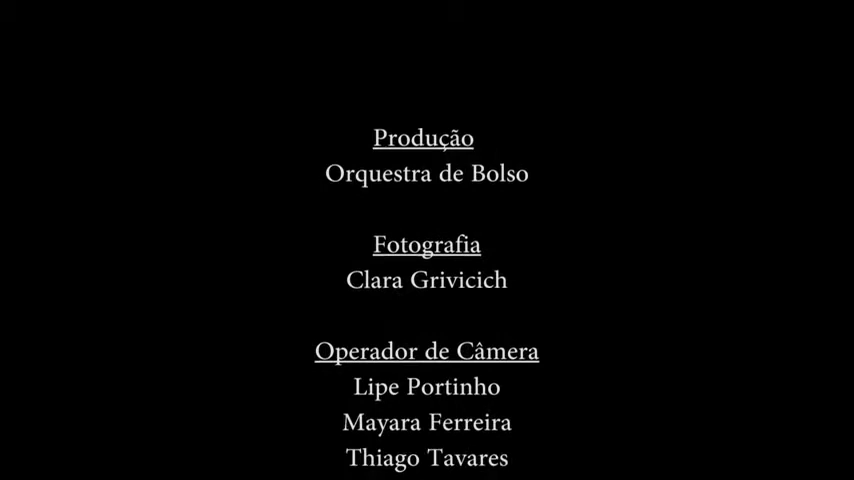 Produção
Orquestra de Bolso
Fotografia
Clara Grivicich
Operador de Câmera
Lipe Portinho
Mayara Ferreira
Thiago Tavares